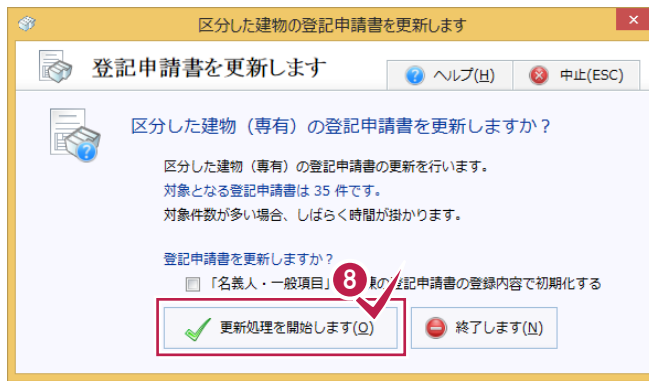 区分した建物の登記申請書を更新します
×
登記申請書を更新します
ヘルプ(H)
中止(ESC)
区分した建物（専有）の登記申請書を更新しますか？
区分した建物（専有）の登記申請書の更新を行います。
対象となる登記申請書は 35 件です。
対象件数が多い場合、しばらく時間が掛かります。
登記申請書を更新しますか？
「名義人・一般項目」 棟の登記申請書の登録内容で初期化する
8
更新処理を開始します(O)
終了します(N)